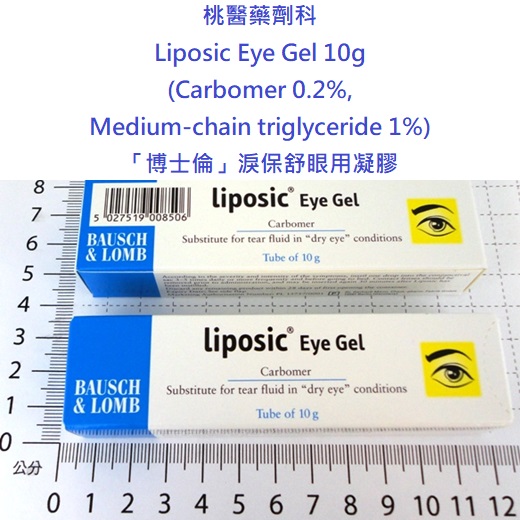 桃醫藥劑科
Liposic Eye Gel 10g
(Carbomer 0.2%,
Medium-chain triglyceride 1%)
「博士倫」淚保舒眼用凝膠
5 027519 008506
liposic® Eye Gel
Carbomer
Substitute for tear fluid in "dry eye" conditions
Tube of 10 g
BAUSCH
& LOMB
liposic® Eye Gel
Carbomer
Substitute for tear fluid in "dry eye" conditions
Tube of 10 g
BAUSCH
& LOMB
8
7
6
5
4
3
2
1
0
公分
0 1 2 3 4 5 6 7 8 9 10 11 12